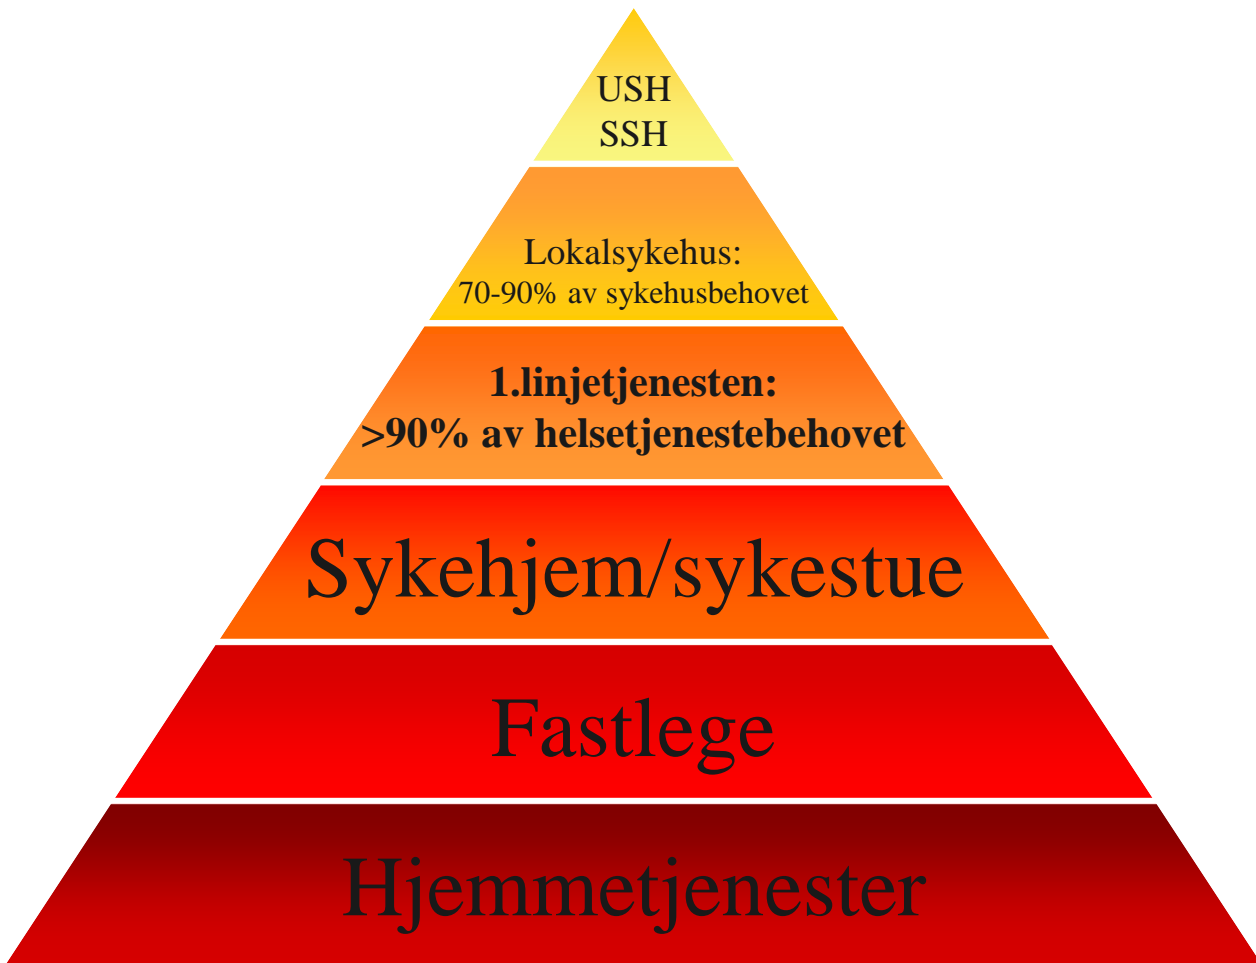 USH
SSH
Lokalsykehus:
70-90% av sykehusbehovet
1.linjetjenesten:
>90% av helsetjenestebehovet
Sykehjem/sykestue
Fastlege
Hjemmetjenester